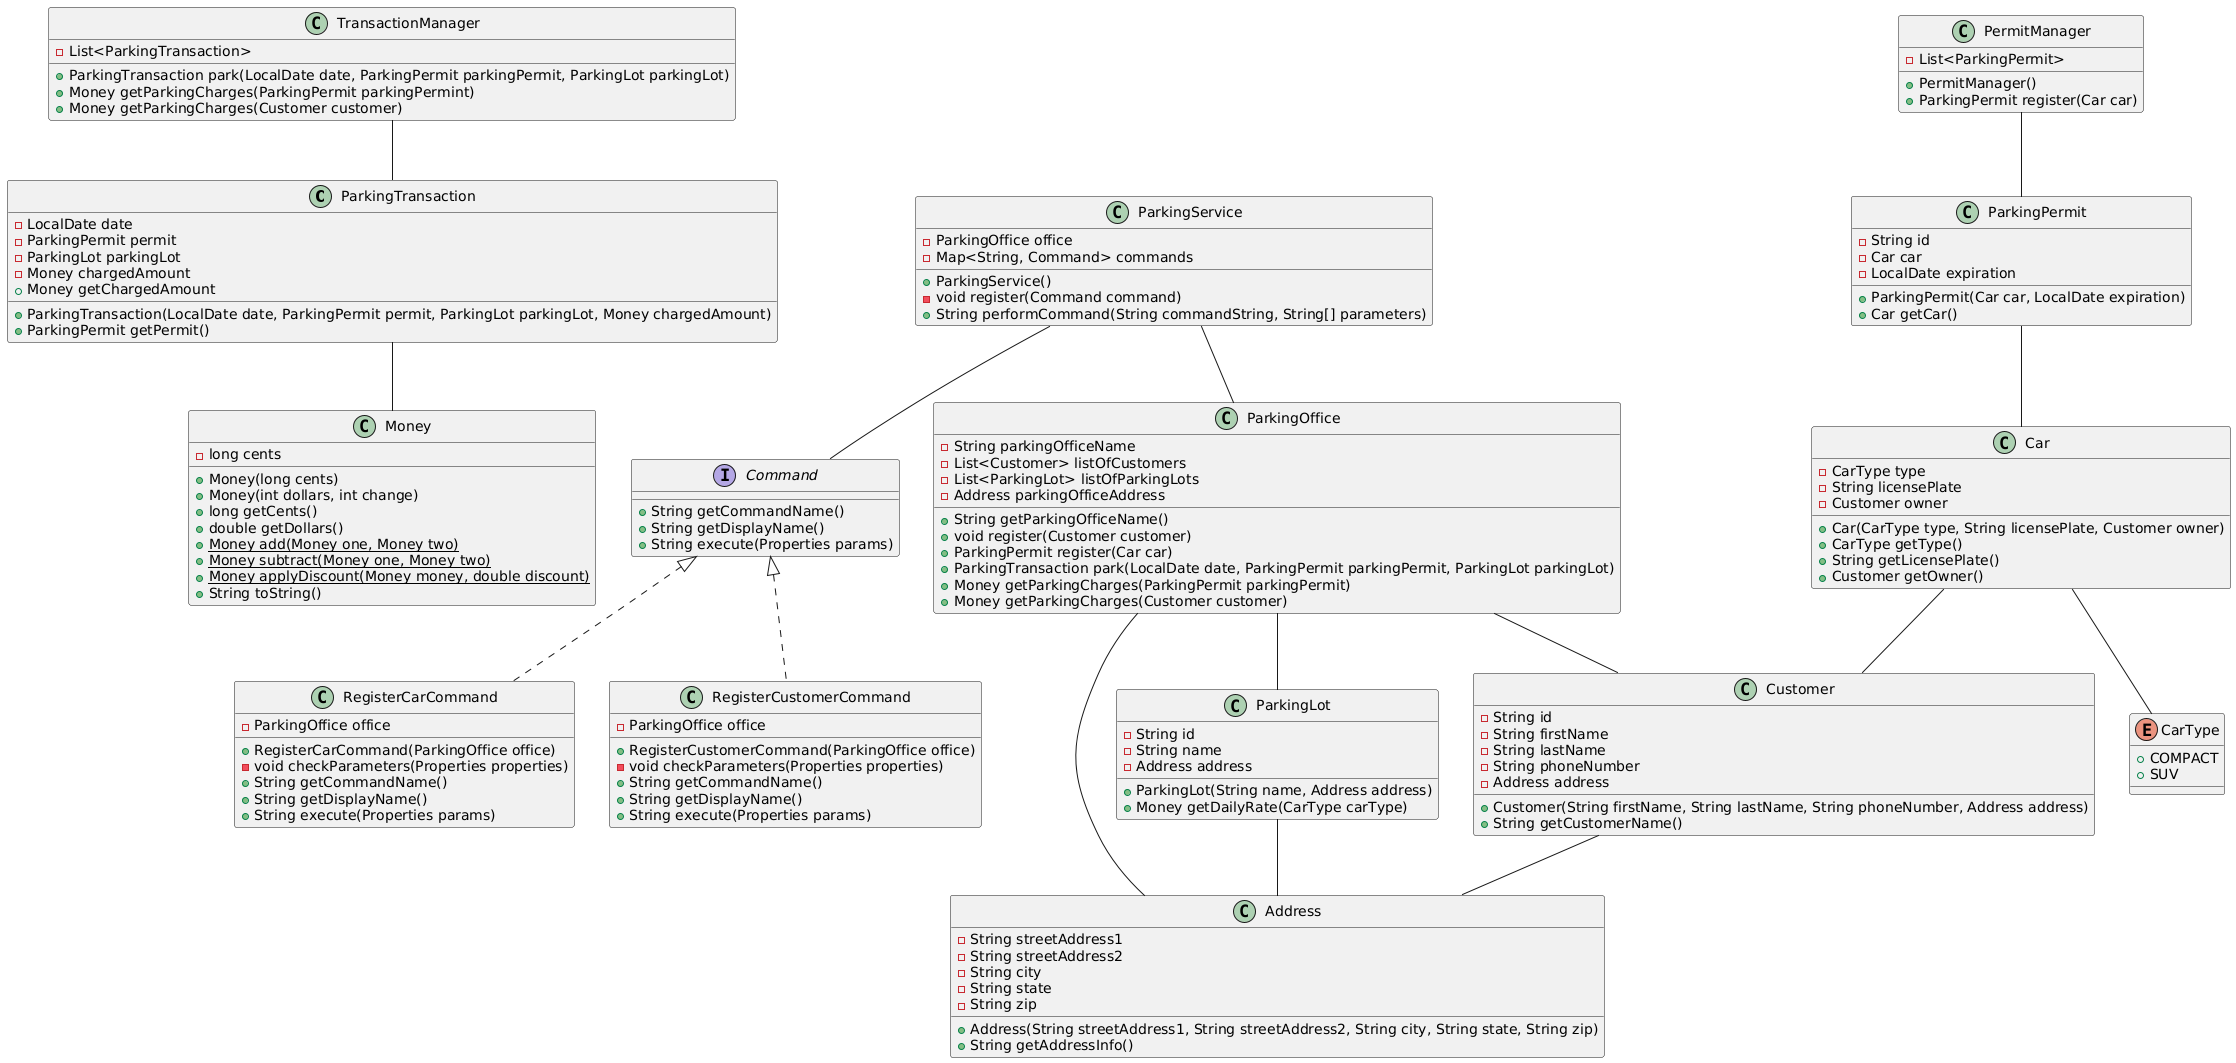 TransactionManager
List<ParkingTransaction>
ParkingTransaction park(LocalDate date, ParkingPermit parkingPermit, ParkingLot parkingLot)
Money getParkingCharges(ParkingPermit parkingPermint)
Money getParkingCharges(Customer customer)
PermitManager
List<ParkingPermit>
PermitManager()
ParkingPermit register(Car car)
ParkingTransaction
LocalDate date
ParkingPermit permit
ParkingLot parkingLot
Money chargedAmount
Money getChargedAmount
ParkingTransaction(LocalDate date, ParkingPermit permit, ParkingLot parkingLot, Money chargedAmount)
ParkingPermit getPermit()
ParkingService
ParkingOffice office
Map<String, Command> commands
ParkingService()
void register(Command command)
String performCommand(String commandString, String[] parameters)
ParkingPermit
String id
Car car
LocalDate expiration
ParkingPermit(Car car, LocalDate expiration)
Car getCar()
Money
long cents
Money(long cents)
Money(int dollars, int change)
long getCents()
double getDollars()
Money add(Money one, Money two)
Money subtract(Money one, Money two)
Money applyDiscount(Money money, double discount)
String toString()
Command
String getCommandName()
String getDisplayName()
String execute(Properties params)
ParkingOffice
String parkingOfficeName
List<Customer> listOfCustomers
List<ParkingLot> listOfParkingLots
Address parkingOfficeAddress
String getParkingOfficeName()
void register(Customer customer)
ParkingPermit register(Car car)
ParkingTransaction park(LocalDate date, ParkingPermit parkingPermit, ParkingLot parkingLot)
Money getParkingCharges(ParkingPermit parkingPermit)
Money getParkingCharges(Customer customer)
Car
CarType type
String licensePlate
Customer owner
Car(CarType type, String licensePlate, Customer owner)
CarType getType()
String getLicensePlate()
Customer getOwner()
RegisterCarCommand
ParkingOffice office
RegisterCarCommand(ParkingOffice office)
void checkParameters(Properties properties)
String getCommandName()
String getDisplayName()
String execute(Properties params)
RegisterCustomerCommand
ParkingOffice office
RegisterCustomerCommand(ParkingOffice office)
void checkParameters(Properties properties)
String getCommandName()
String getDisplayName()
String execute(Properties params)
ParkingLot
String id
String name
Address address
ParkingLot(String name, Address address)
Money getDailyRate(CarType carType)
Customer
String id
String firstName
String lastName
String phoneNumber
Address address
Customer(String firstName, String lastName, String phoneNumber, Address address)
String getCustomerName()
CarType
COMPACT
SUV
Address
String streetAddress1
String streetAddress2
String city
String state
String zip
Address(String streetAddress1, String streetAddress2, String city, String state, String zip)
String getAddressInfo()